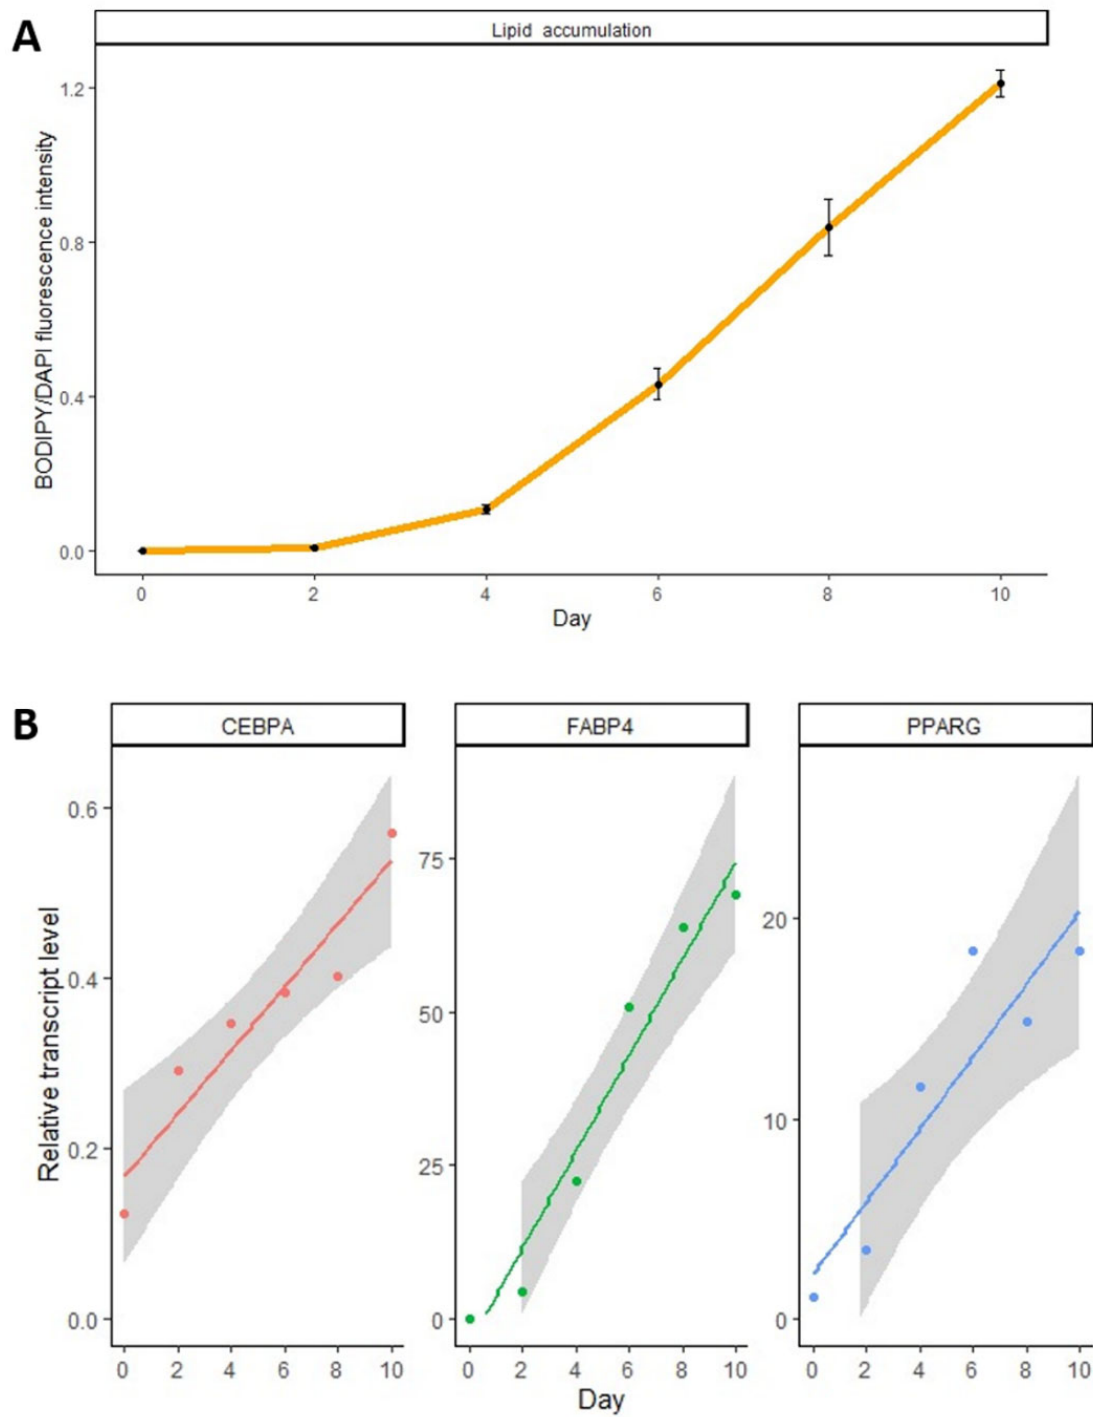 A
Lipid accumulation
BODIPY/DAPI fluorescence intensity
1.2
0.8
0.4
0.0
0 2 4 6 8 10
Day
B
CEBPA FABP4 PPARG
Relative transcript level
0.6
0.4
0.2
0.0
75
50
25
0
20
10
0
0 2 4 6 8 10 0 2 4 6 8 10 0 2 4 6 8 10
Day